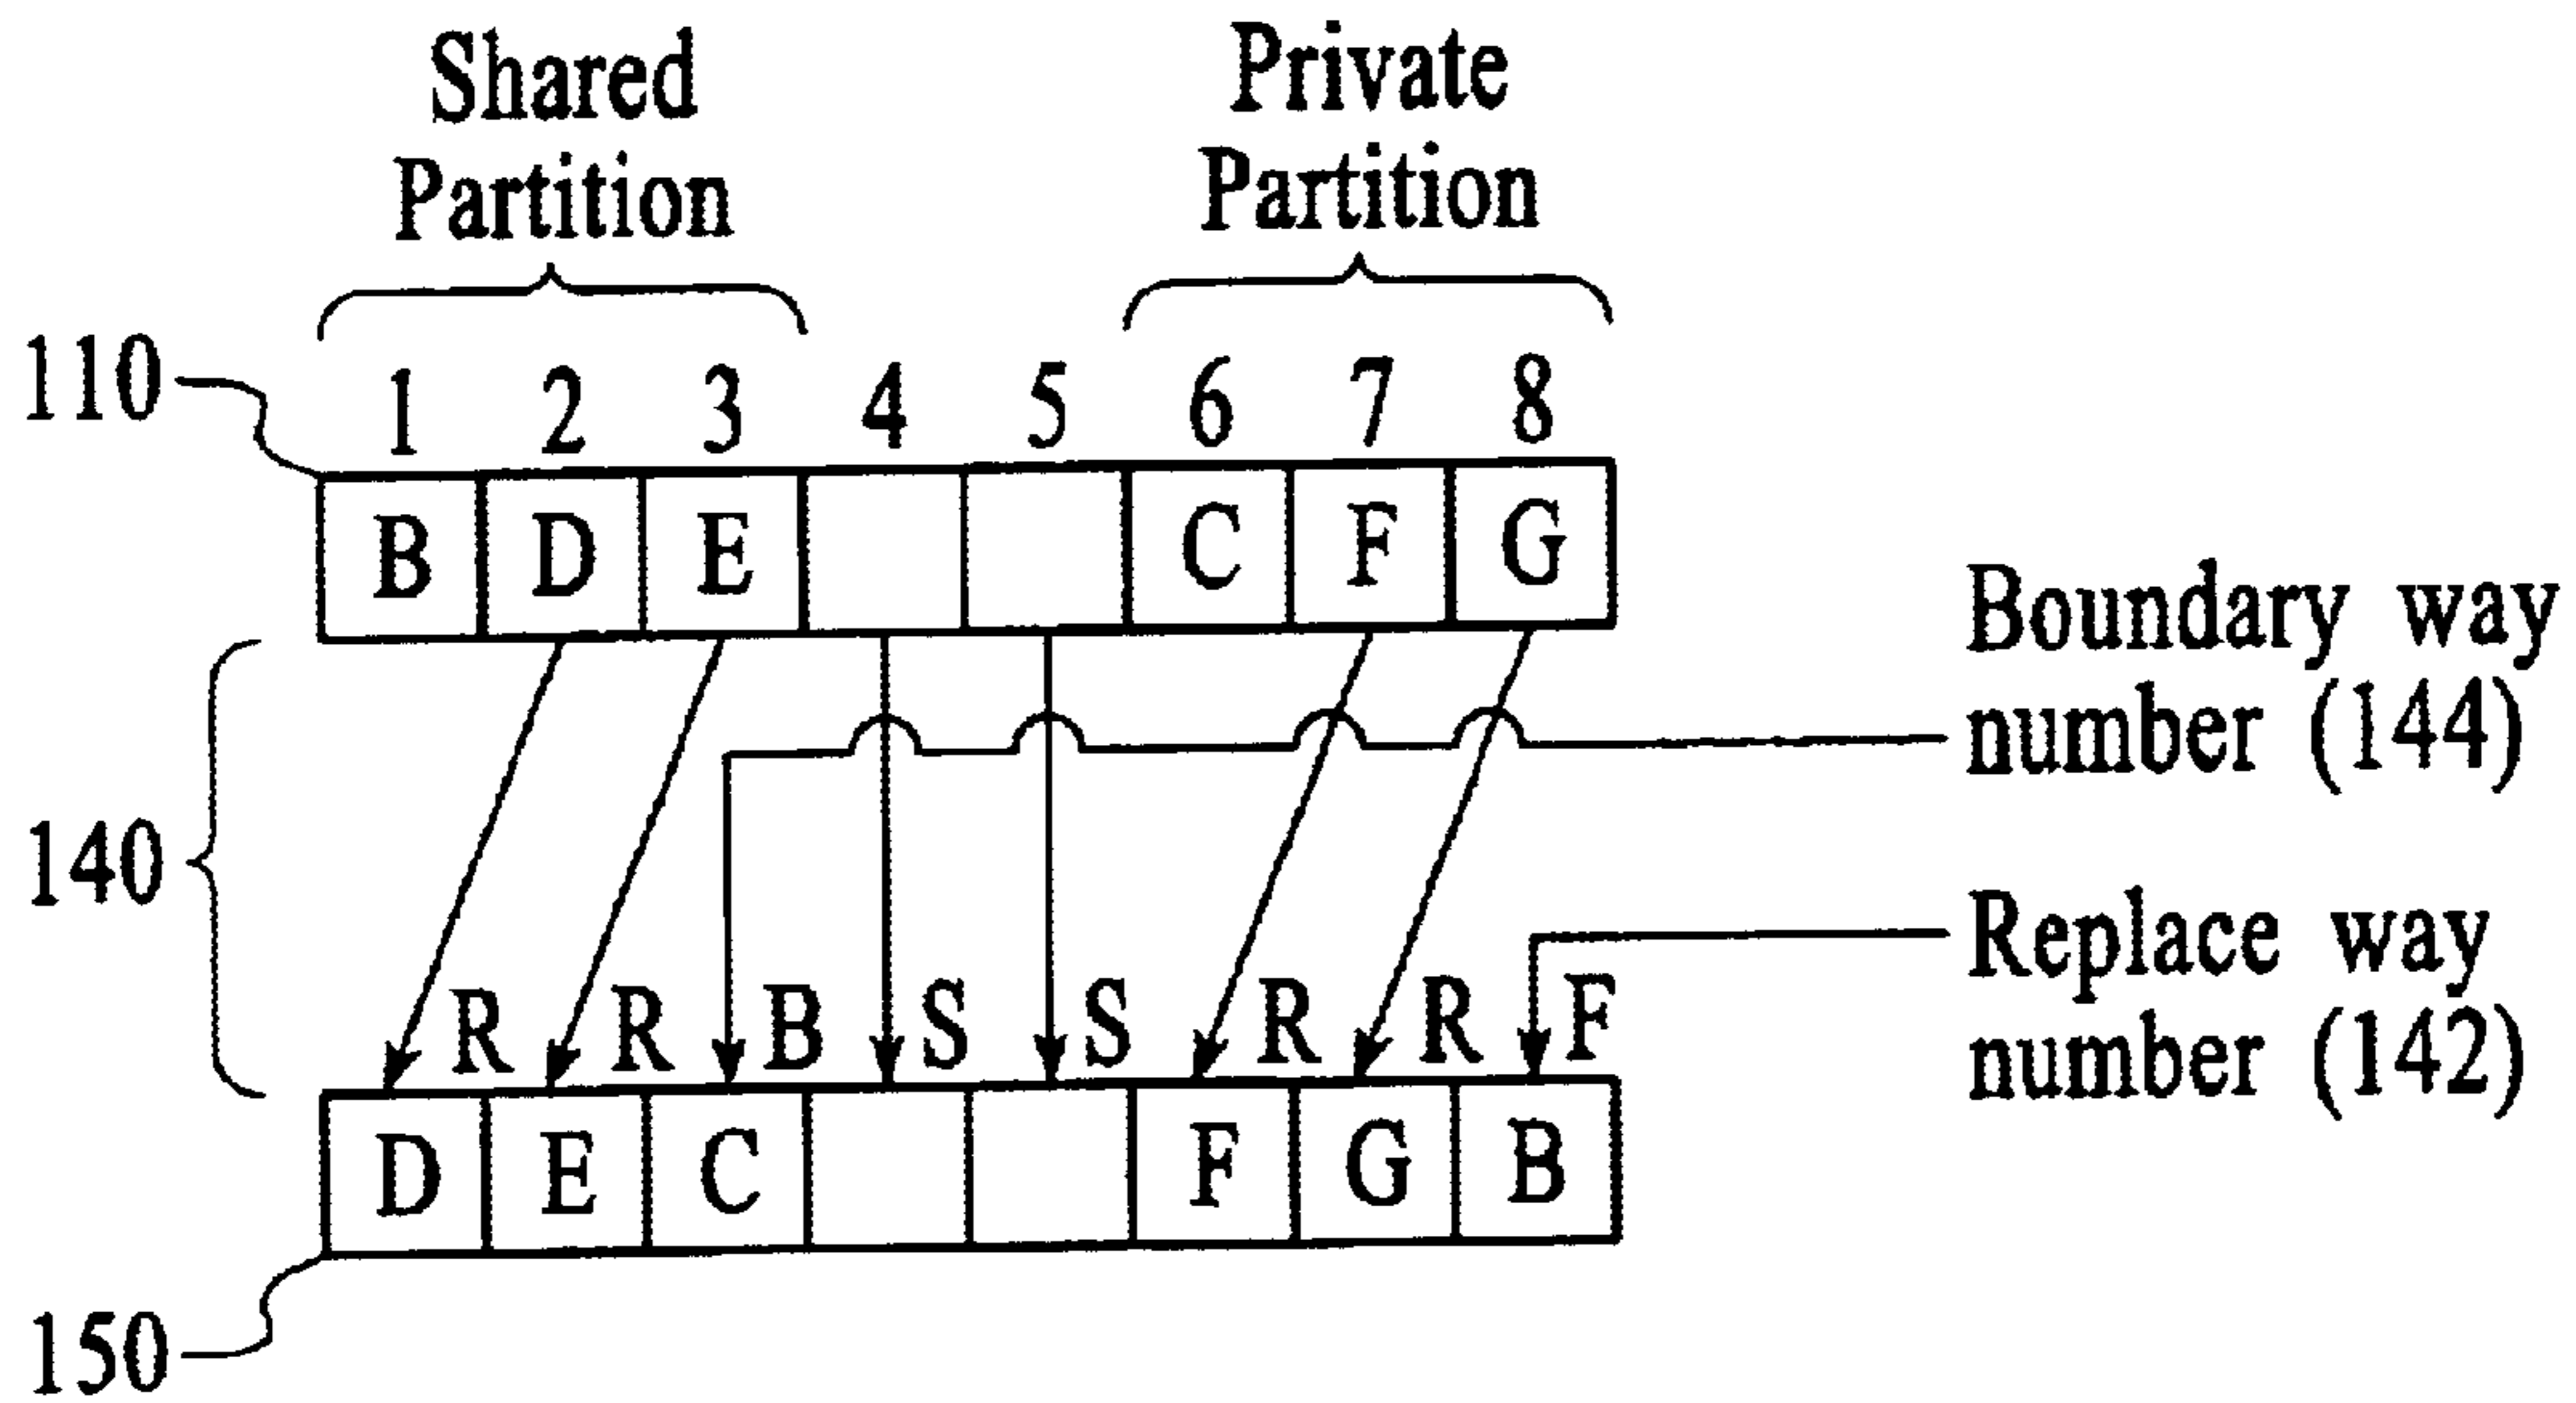 Shared
Partition
Private
Partition
110
1 2 3 4 5 6 7 8
B D E C F G
Boundary way
number (144)
140
Replace way
number (142)
R R B S S R R F
D E C F G B
150